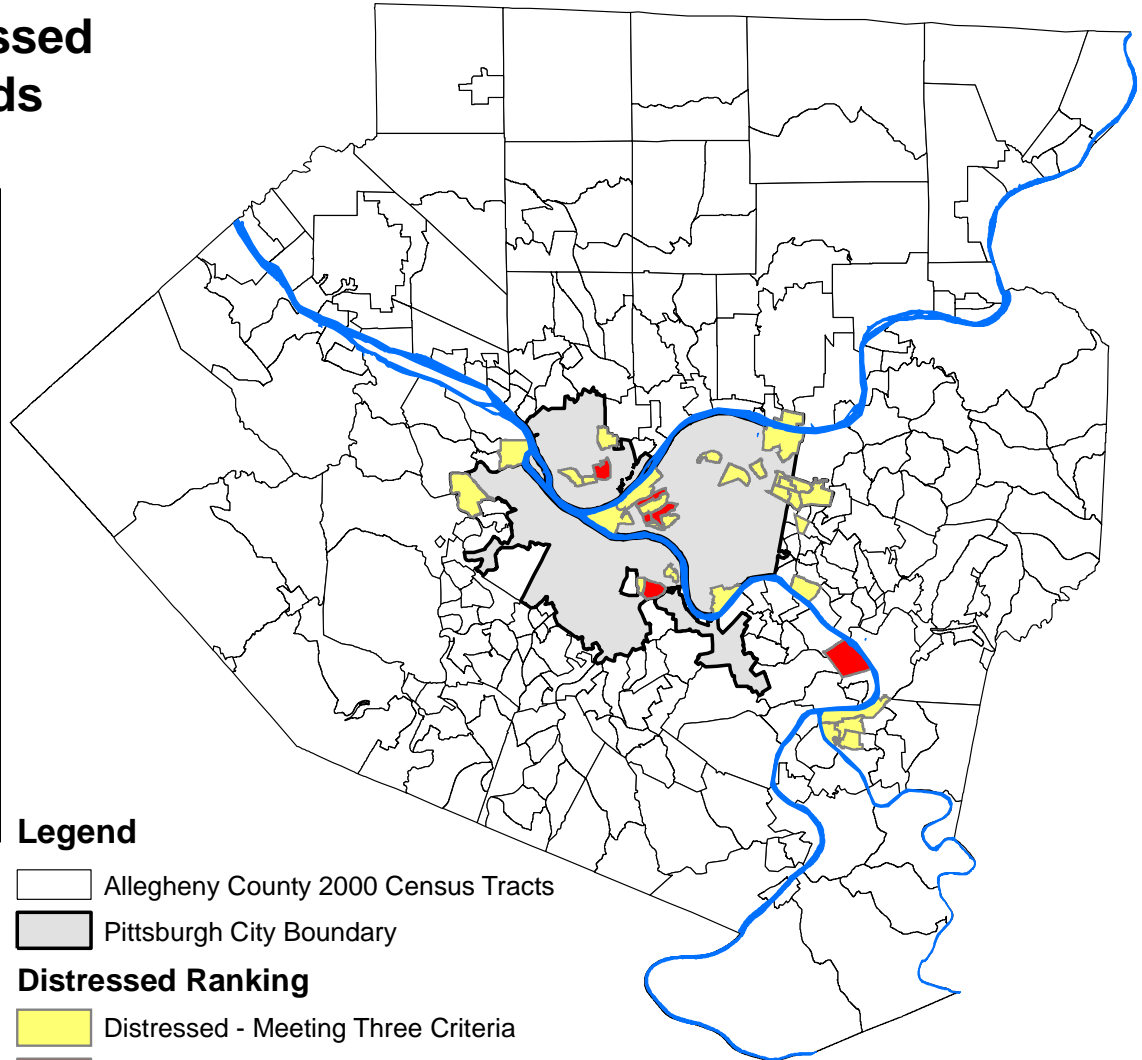 ssed
ds
Legend
Allegheny County 2000 Census Tracts
Pittsburgh City Boundary
Distressed Ranking
Distressed - Meeting Three Criteria